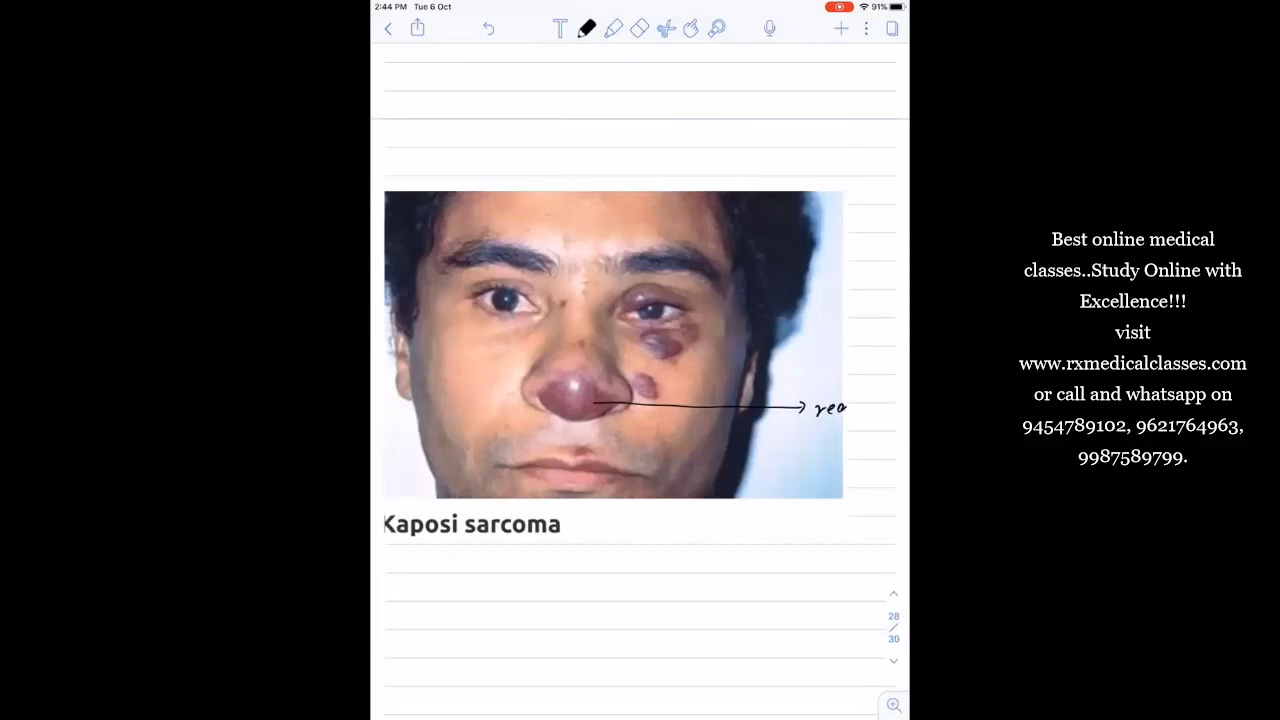 2:44 PM Tue 6 Oct
91%
Best online medical
classes..Study Online with
Excellence!!!
visit
www.rxmedicalclasses.com
or call and whatsapp on
9454789102, 9621764963,
9987589799.
Kaposi sarcoma
28
30